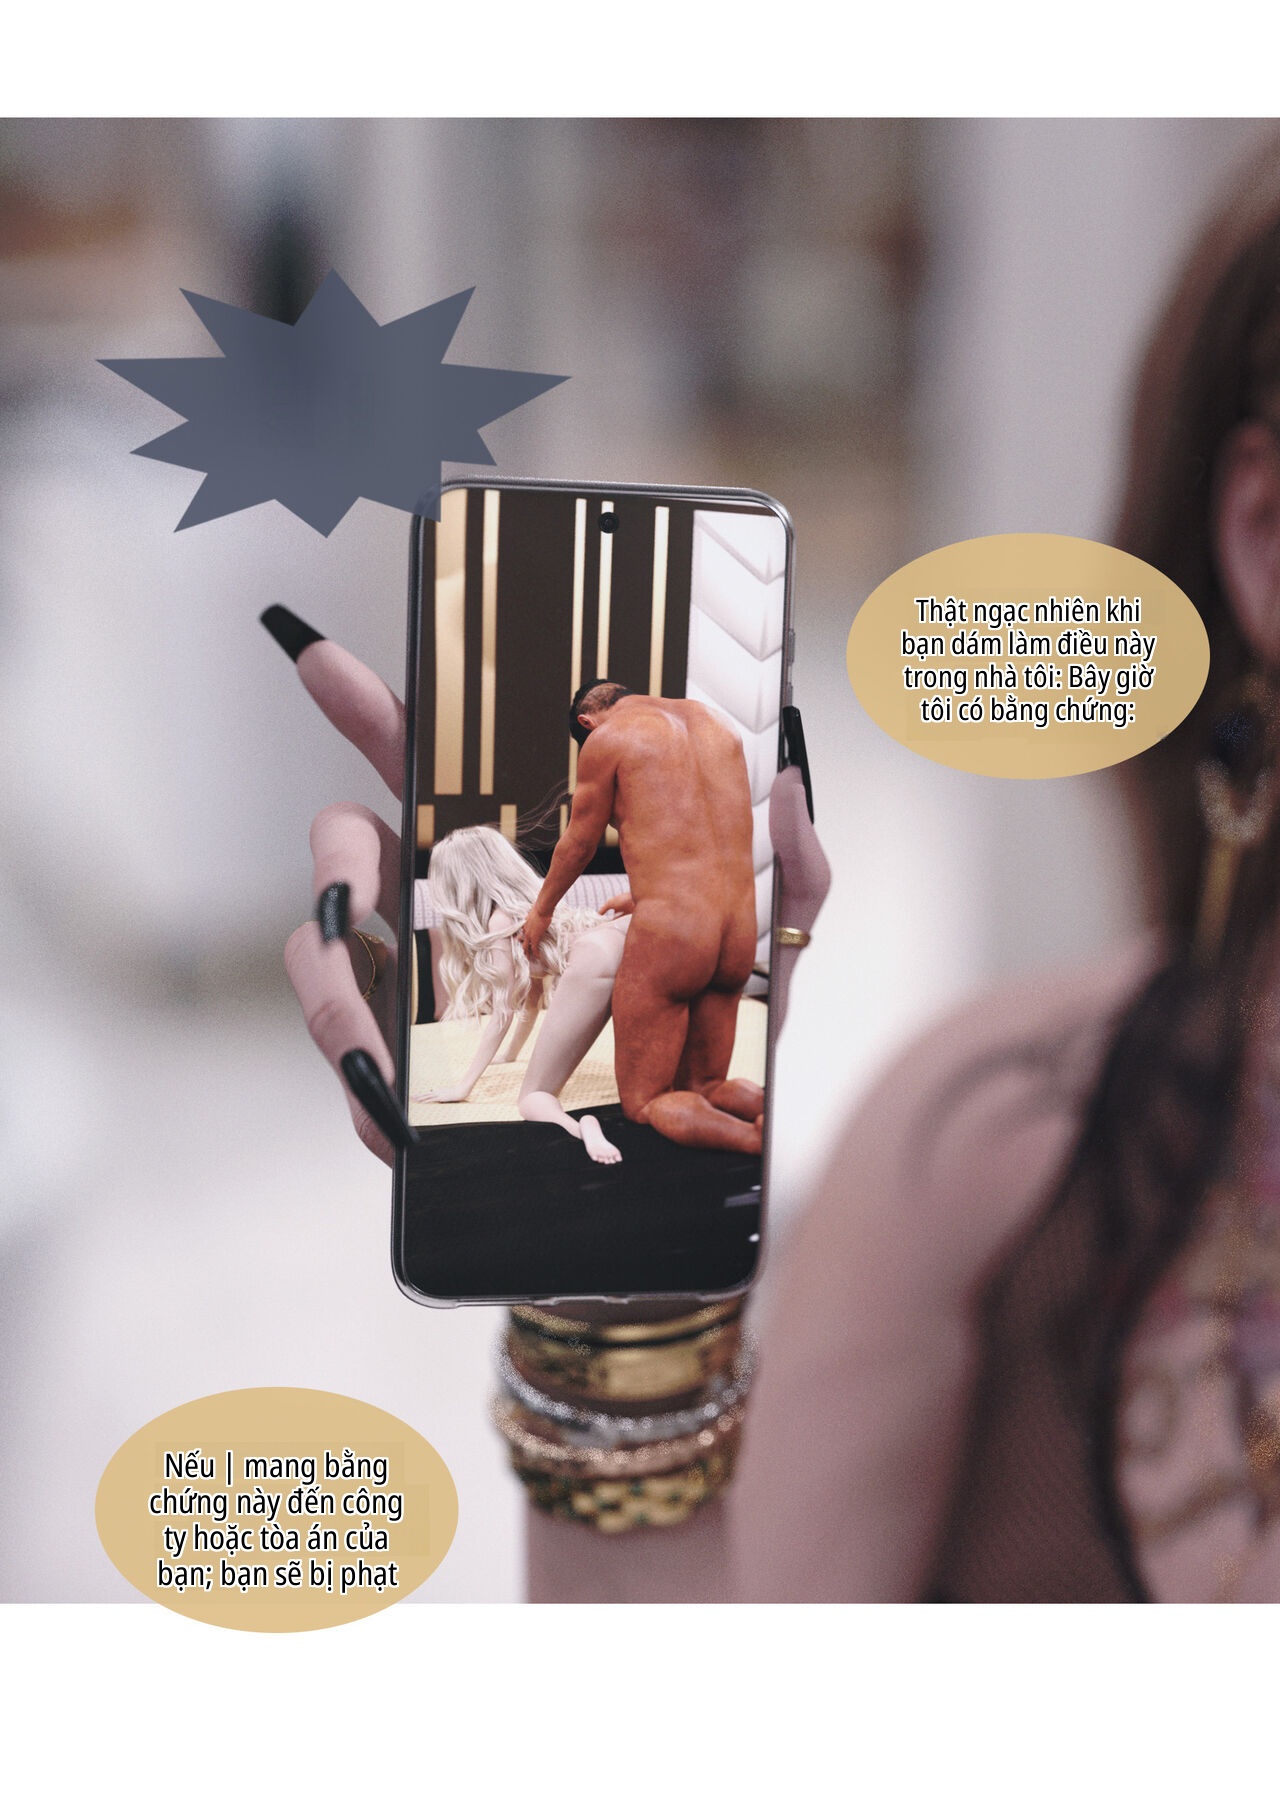 Thật ngạc nhiên khi
bạn dám làm điều này
trong nhà tôi: Bây giờ
tôi có bằng chứng:
Nếu | mang bằng
chứng này đến công
ty hoặc tòa án của
bạn; bạn sẽ bị phạt